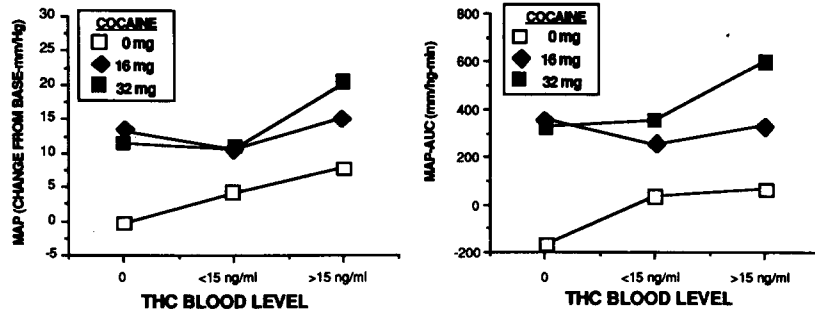 COCAINE
0 mg
16 mg
32 mg
MAP (CHANGE FROM BASE-mm/Hg)
30
25
20
15
10
5
0
-5
0
<15 ng/ml
>15 ng/ml
THC BLOOD LEVEL
COCAINE
0 mg
16 mg
32 mg
MAP-AUC (mm/hg-min)
800
600
400
200
0
-200
0
<15 ng/ml
>15 ng/ml
THC BLOOD LEVEL